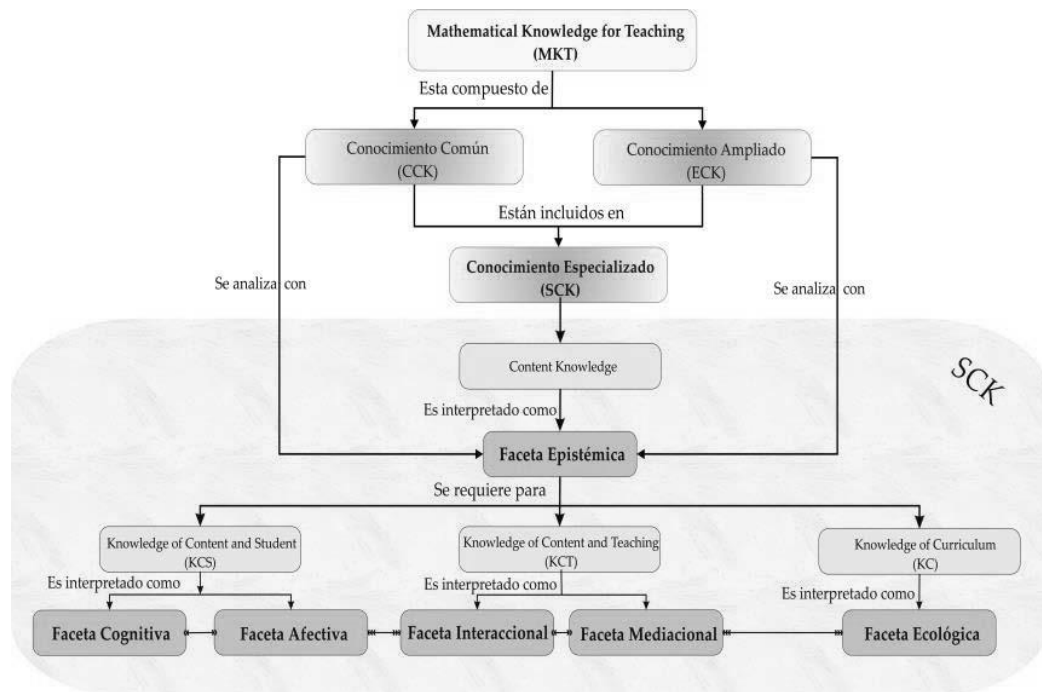 Mathematical Knowledge for Teaching
(MKT)
Esta compuesto de
Conocimiento Común
(CCK)
Conocimiento Ampliado
(ECK)
Están incluidos en
Conocimiento Especializado
(SCK)
Se analiza con
Se analiza con
Content Knowledge
SCK
Es interpretado como
Faceta Epistémica
Se requiere para
Knowledge of Content and Student
(KCS)
Knowledge of Content and Teaching
(KCT)
Knowledge of Curriculum
(KC)
Es interpretado como
Es interpretado como
Es interpretado como
Faceta Cognitiva
Faceta Afectiva
Faceta Interaccional
Faceta Mediacional
Faceta Ecológica